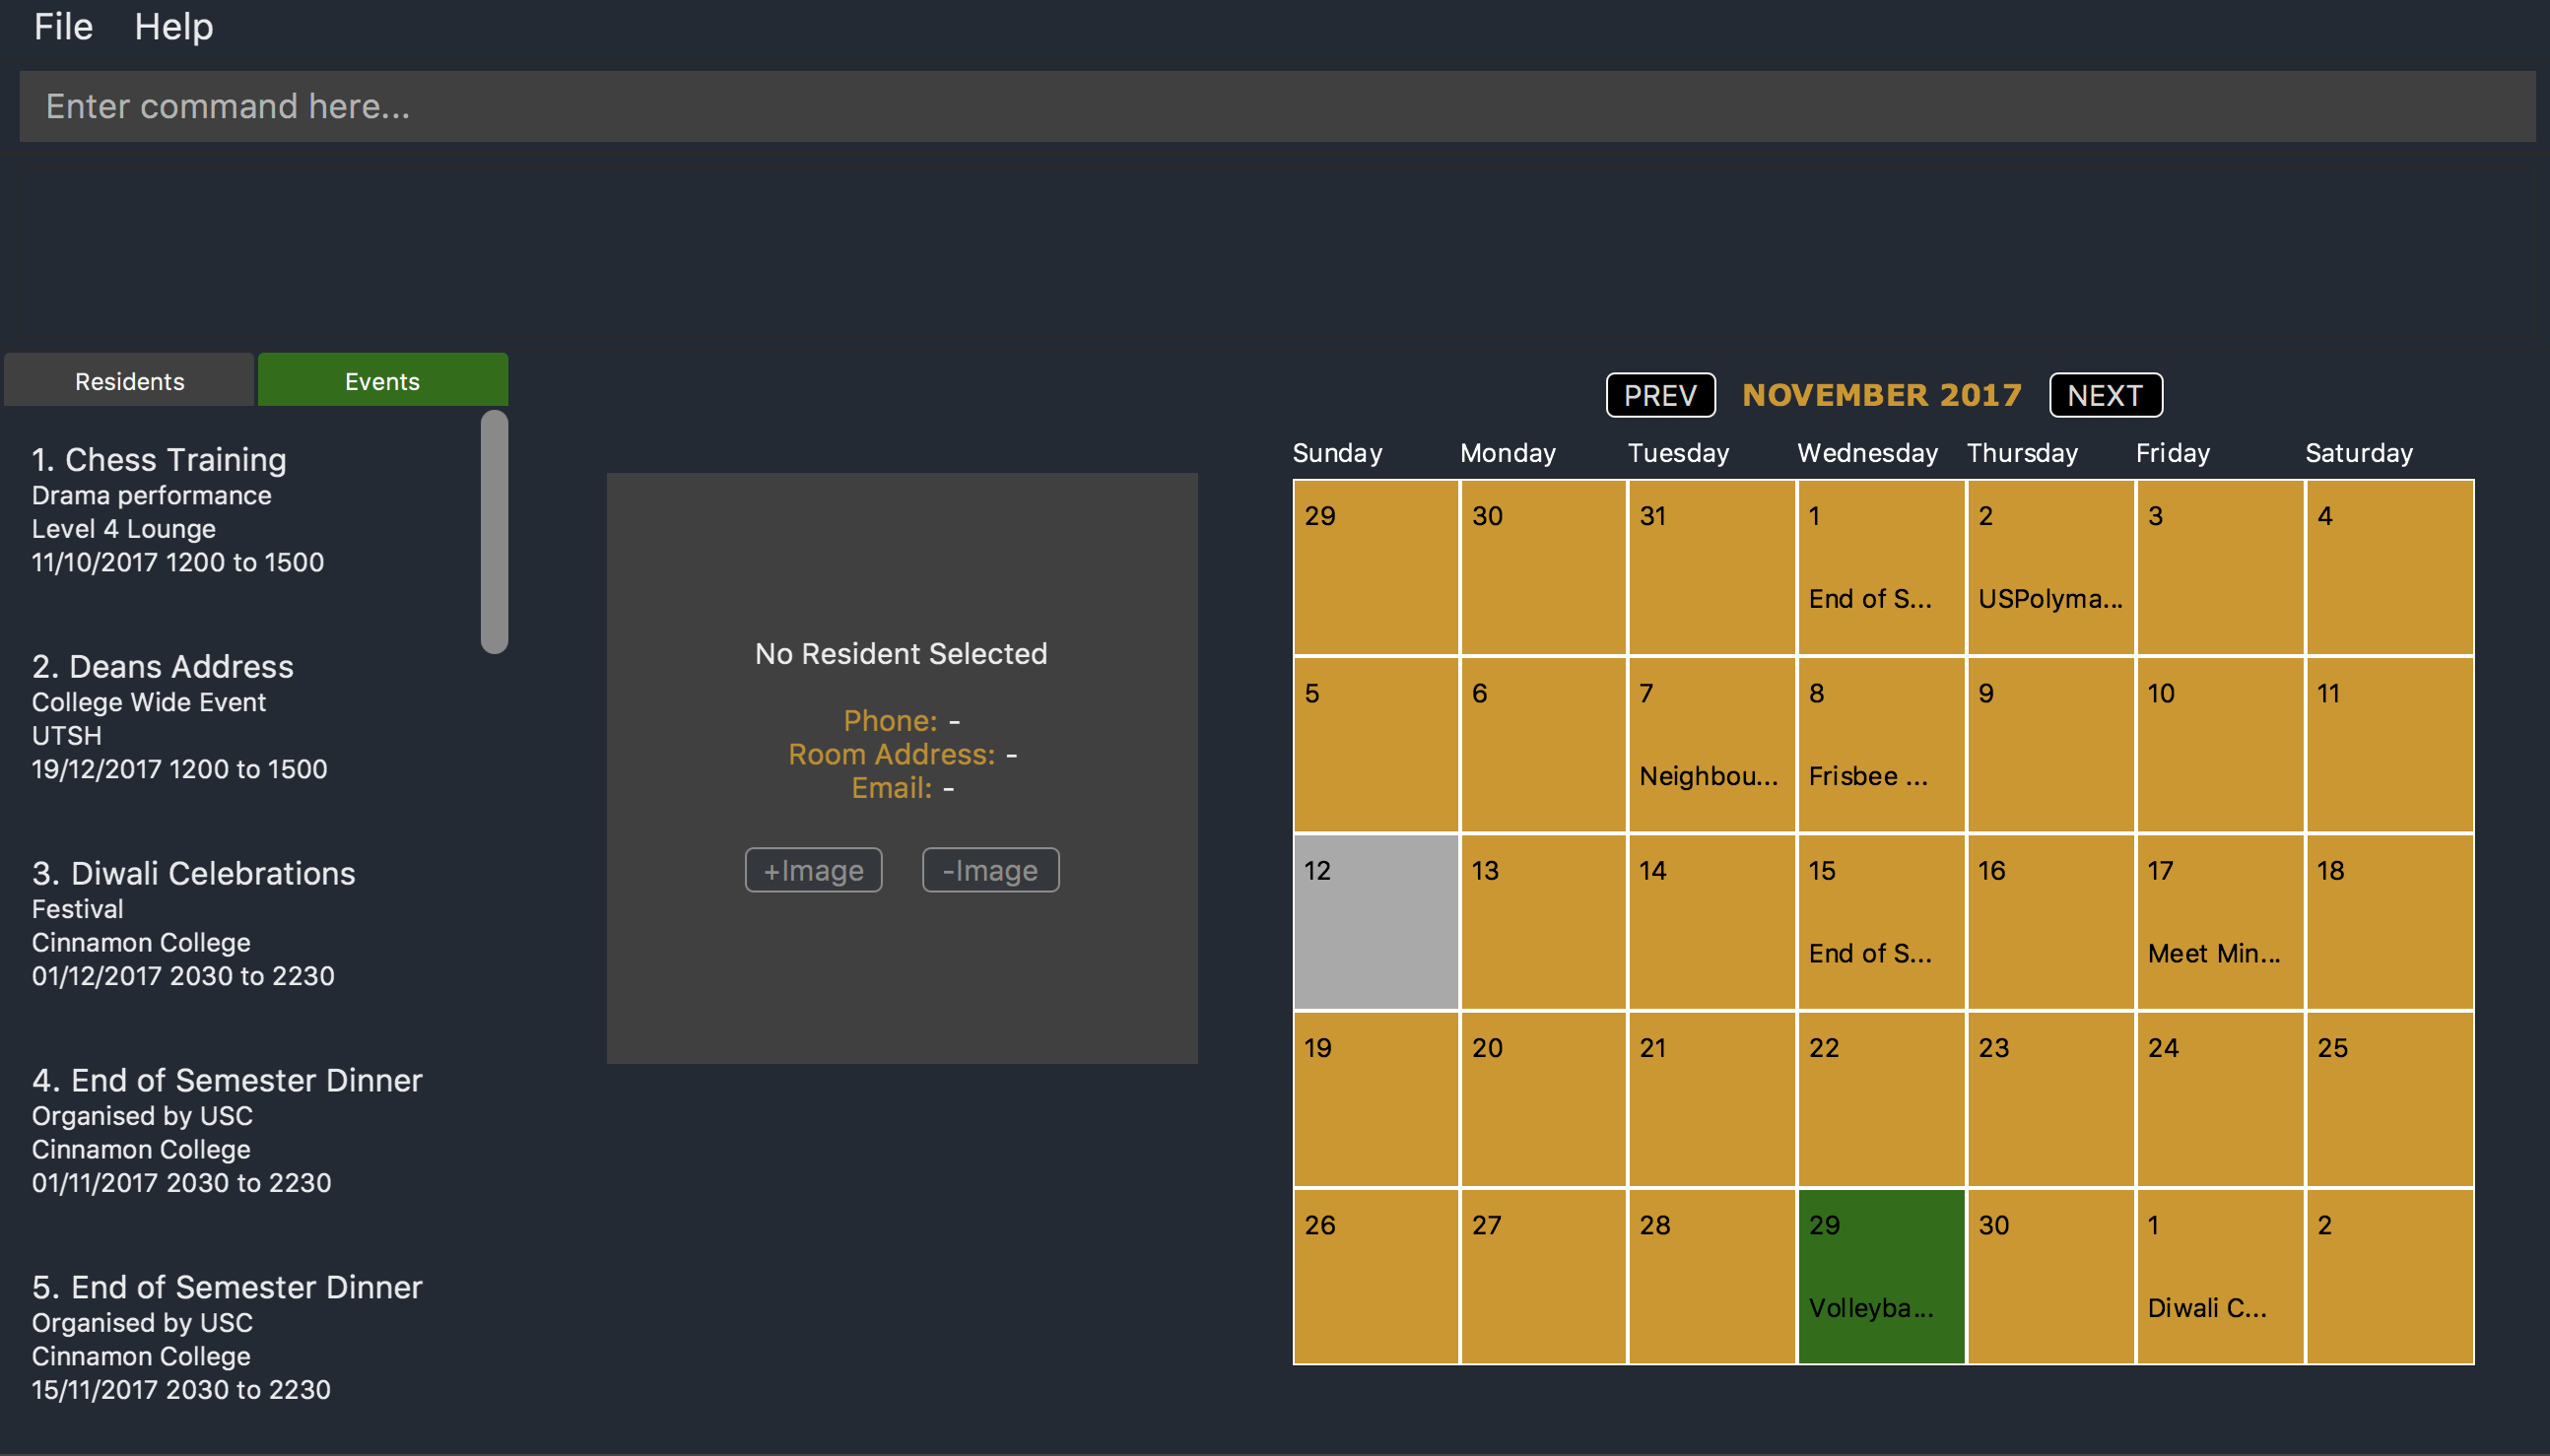 File Help
Enter command here...
Residents Events
1. Chess Training
Drama performance
Level 4 Lounge
11/10/2017 1200 to 1500
2. Deans Address
College Wide Event
UTSH
19/12/2017 1200 to 1500
3. Diwali Celebrations
Festival
Cinnamon College
01/12/2017 2030 to 2230
4. End of Semester Dinner
Organised by USC
Cinnamon College
01/11/2017 2030 to 2230
5. End of Semester Dinner
Organised by USC
Cinnamon College
15/11/2017 2030 to 2230
No Resident Selected
Phone: -
Room Address: -
Email: -
+Image -Image
PREV NOVEMBER 2017 NEXT
Sunday Monday Tuesday Wednesday Thursday Friday Saturday
29 30 31 1 2 3 4
End of S... USPolyma...
5 6 7 8 9 10 11
Neighbou... Frisbee ...
12 13 14 15 16 17 18
End of S... Meet Min...
19 20 21 22 23 24 25
26 27 28 29 30 1 2
Volleyba... Diwali C...